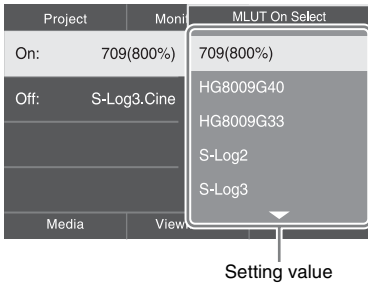 Project
Moni
MLUT On Select
On: 709(800%)
Off: S-Log3.Cine
709(800%)
HG8009G40
HG8009G33
S-Log2
S-Log3
Media
View
Setting value